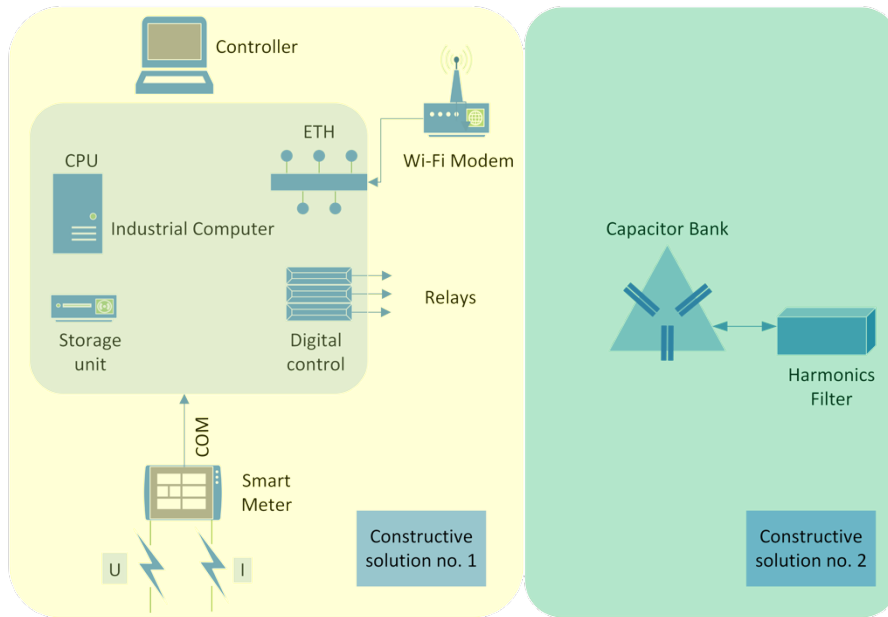 Controller
ETH
CPU
Wi-Fi Modem
Industrial Computer
Relays
Storage
unit
Digital
control
COM
Smart
Meter
U
I
Constructive
solution no. 1
Capacitor Bank
Harmonics
Filter
Constructive
solution no. 2